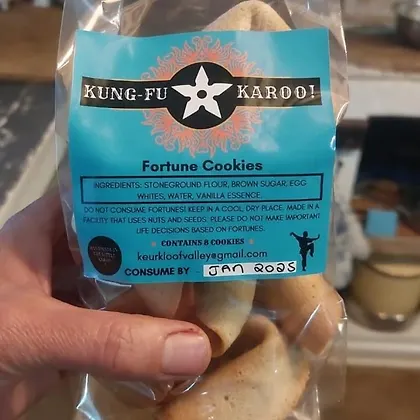 KUNG-FU KAROO!
Fortune Cookies
INGREDIENTS: STONEGROUND FLOUR, BROWN SUGAR, EGG
WHITES, WATER, VANILLA ESSENCE.
DO NOT CONSUME FORTUNES! KEEP IN A COOL, DRY PLACE. MADE IN A
FACILITY THAT USES NUTS AND SEEDS. PLEASE DO NOT MAKE IMPORTANT
LIFE DECISIONS BASED ON FORTUNES.
CONTAINS 8 COOKIES
keurkloofvalley@gmail.com
CONSUME BY JAN 2025